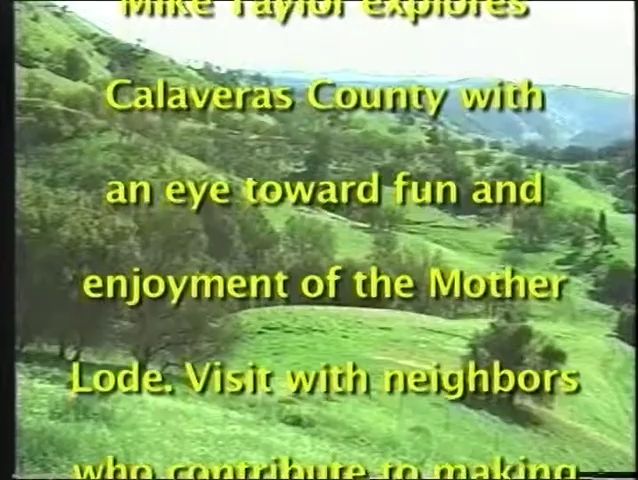 Mike Taylor explores
Calaveras County with
an eye toward fun and
enjoyment of the Mother
Lode. Visit with neighbors
who contribute to making